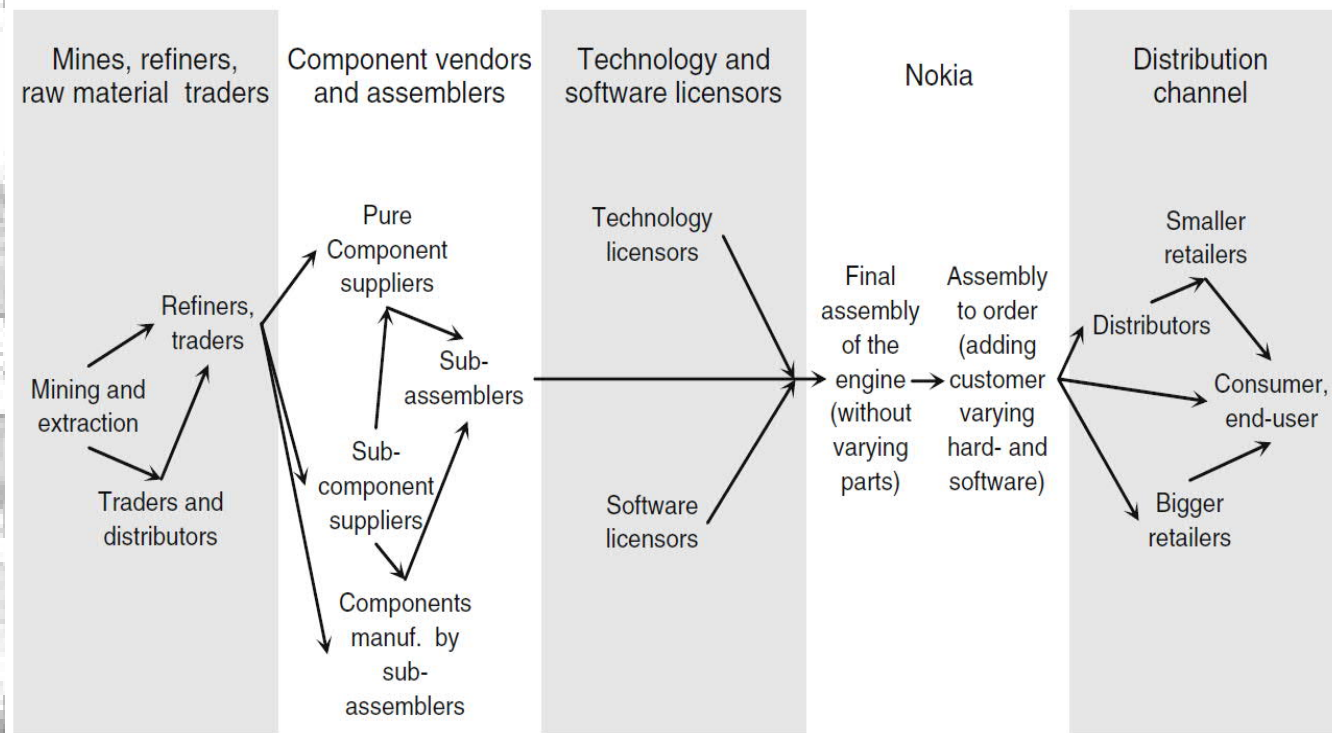 Mines, refiners,
raw material traders
Component vendors
and assemblers
Technology and
software licensors
Nokia
Distribution
channel
Mining and
extraction
Refiners,
traders
Traders and
distributors
Pure
Component
suppliers
Sub-
assemblers
Sub-
component
suppliers
Components
manuf. by
sub-
assemblers
Technology
licensors
Software
licensors
Final
assembly
of the
engine
(without
varying
parts)
Assembly
to order
(adding
customer
varying
hard- and
software)
Smaller
retailers
Distributors
Consumer,
end-user
Bigger
retailers